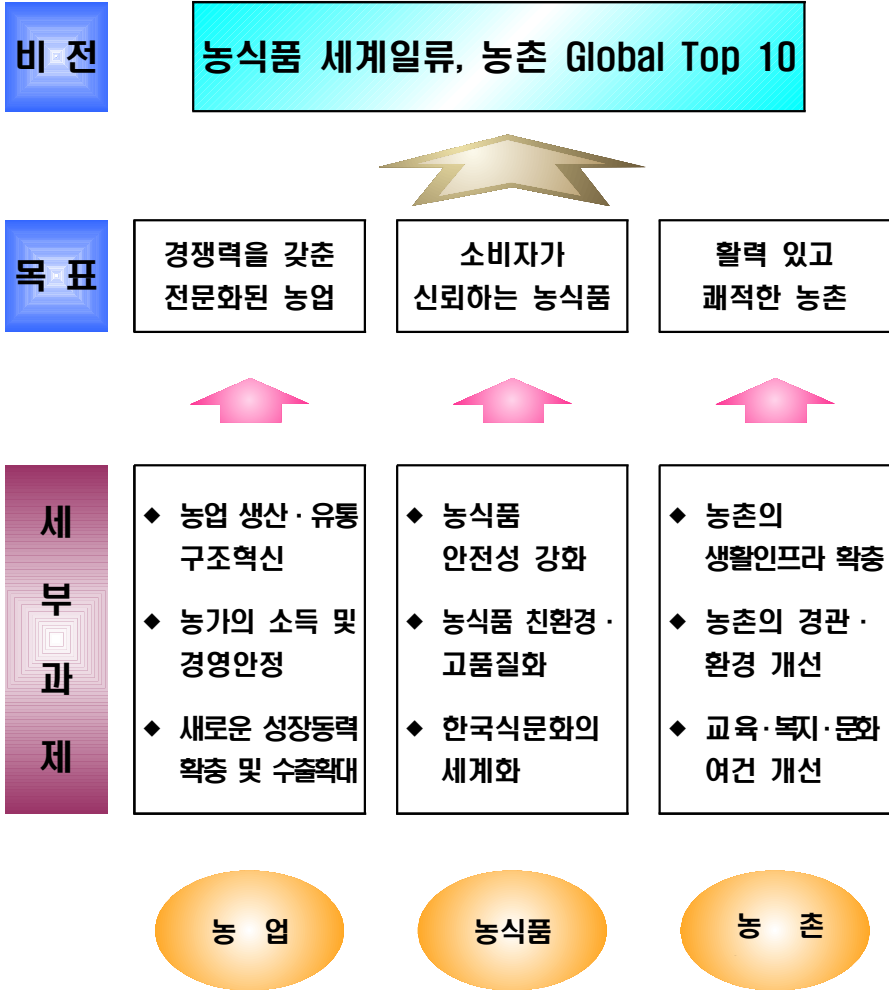 비 전
농식품 세계일류, 농촌 Global Top 10
목 표
경쟁력을 갖춘
전문화된 농업
소비자가
신뢰하는 농식품
활력 있고
쾌적한 농촌
세
부
과
제
◆ 농업 생산 · 유통
구조혁신
◆ 농가의 소득 및
경영안정
◆ 새로운 성장동력
확충 및 수출확대
◆ 농식품
안전성 강화
◆ 농식품 친환경 ·
고품질화
◆ 한국식문화의
세계화
◆ 농촌의
생활인프라 확충
◆ 농촌의 경관 ·
환경 개선
◆ 교육 · 복지 · 문화
여건 개선
농 업
농식품
농 촌